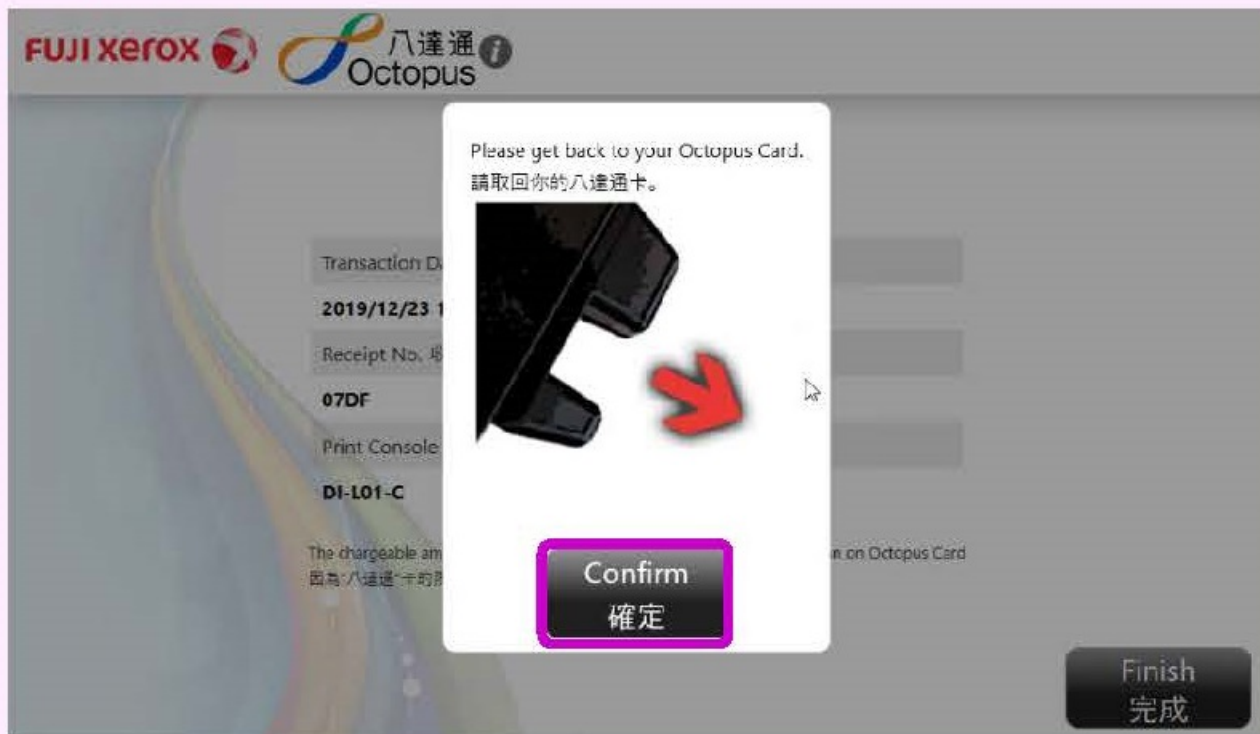 FUJI xerox
八達通
Octopus
i
Please get back to your Octopus Card.
請取回你的八達通卡。
Transaction
2019/12/23 1
Receipt No.
07DF
Print Console
DI-L01-C
The chargeable am
n on Octopus Card
因為"八達通"卡的
Confirm
確定
Finish
完成